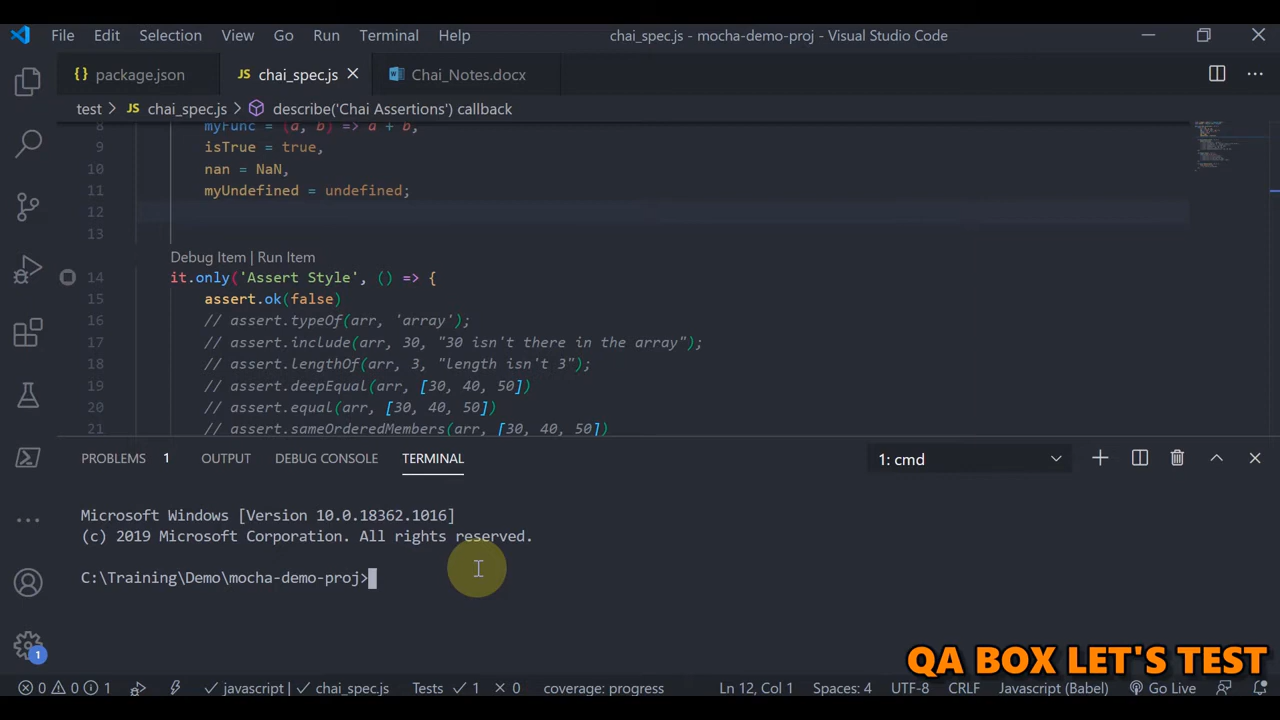 File Edit Selection View Go Run Terminal Help chai_spec.js - mocha-demo-proj - Visual Studio Code
{} package.json JS chai_spec.js Chai_Notes.docx
test > JS chai_spec.js > describe('Chai Assertions') callback
8 myFunc = (a, b) => a + b,
9 isTrue = true,
10 nan = NaN,
11 myUndefined = undefined;
12
13
Debug Item | Run Item
14 it.only('Assert Style', () => {
15 assert.ok(false)
16 // assert.typeOf(arr, 'array');
17 // assert.include(arr, 30, "30 isn't there in the array");
18 // assert.lengthOf(arr, 3, "length isn't 3");
19 // assert.deepEqual(arr, [30, 40, 50])
20 // assert.equal(arr, [30, 40, 50])
21 // assert.sameOrderedMembers(arr, [30, 40, 50])
PROBLEMS 1 OUTPUT DEBUG CONSOLE TERMINAL 1: cmd
Microsoft Windows [Version 10.0.18362.1016]
(c) 2019 Microsoft Corporation. All rights reserved.
C:\Training\Demo\mocha-demo-proj>
1
QA BOX LET'S TEST
0 0 1 javascript | chai_spec.js Tests 1 0 coverage: progress Ln 12, Col 1 Spaces: 4 UTF-8 CRLF Javascript (Babel) Go Live